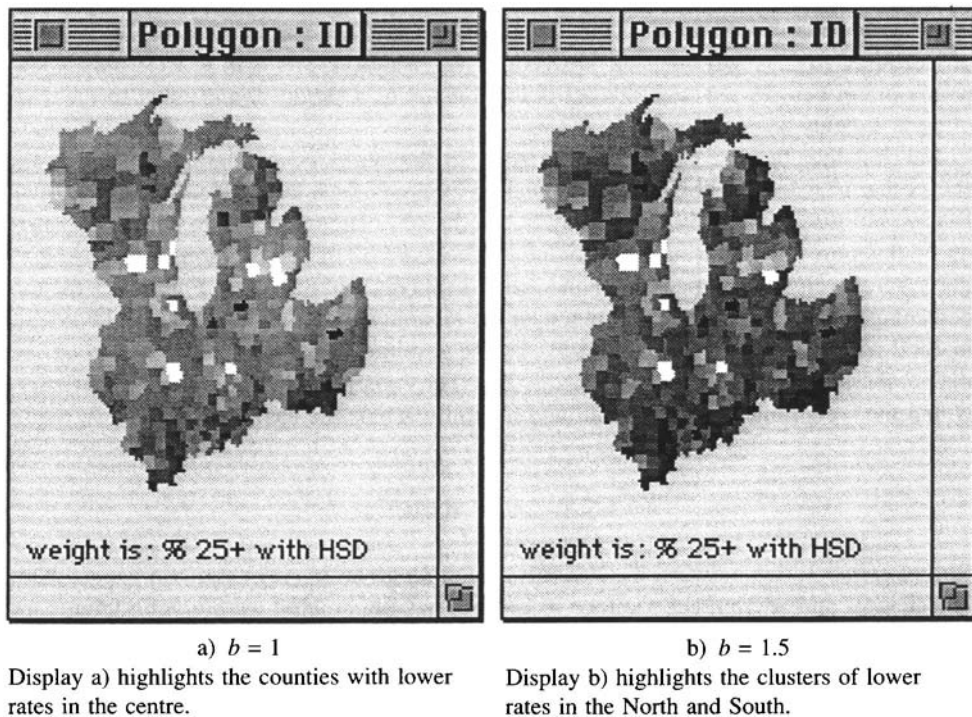 Polygon : ID
weight is: % 25+ with HSD
a) b = 1
Display a) highlights the counties with lower
rates in the centre.
Polygon : ID
weight is: % 25+ with HSD
b) b = 1.5
Display b) highlights the clusters of lower
rates in the North and South.